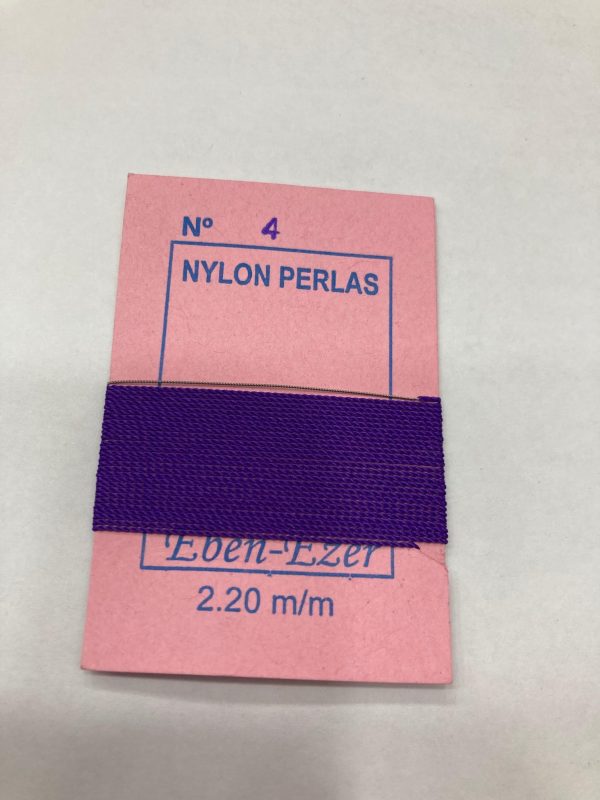 Nº 4
NYLON PERLAS
Eben-Ezer
2.20 m/m